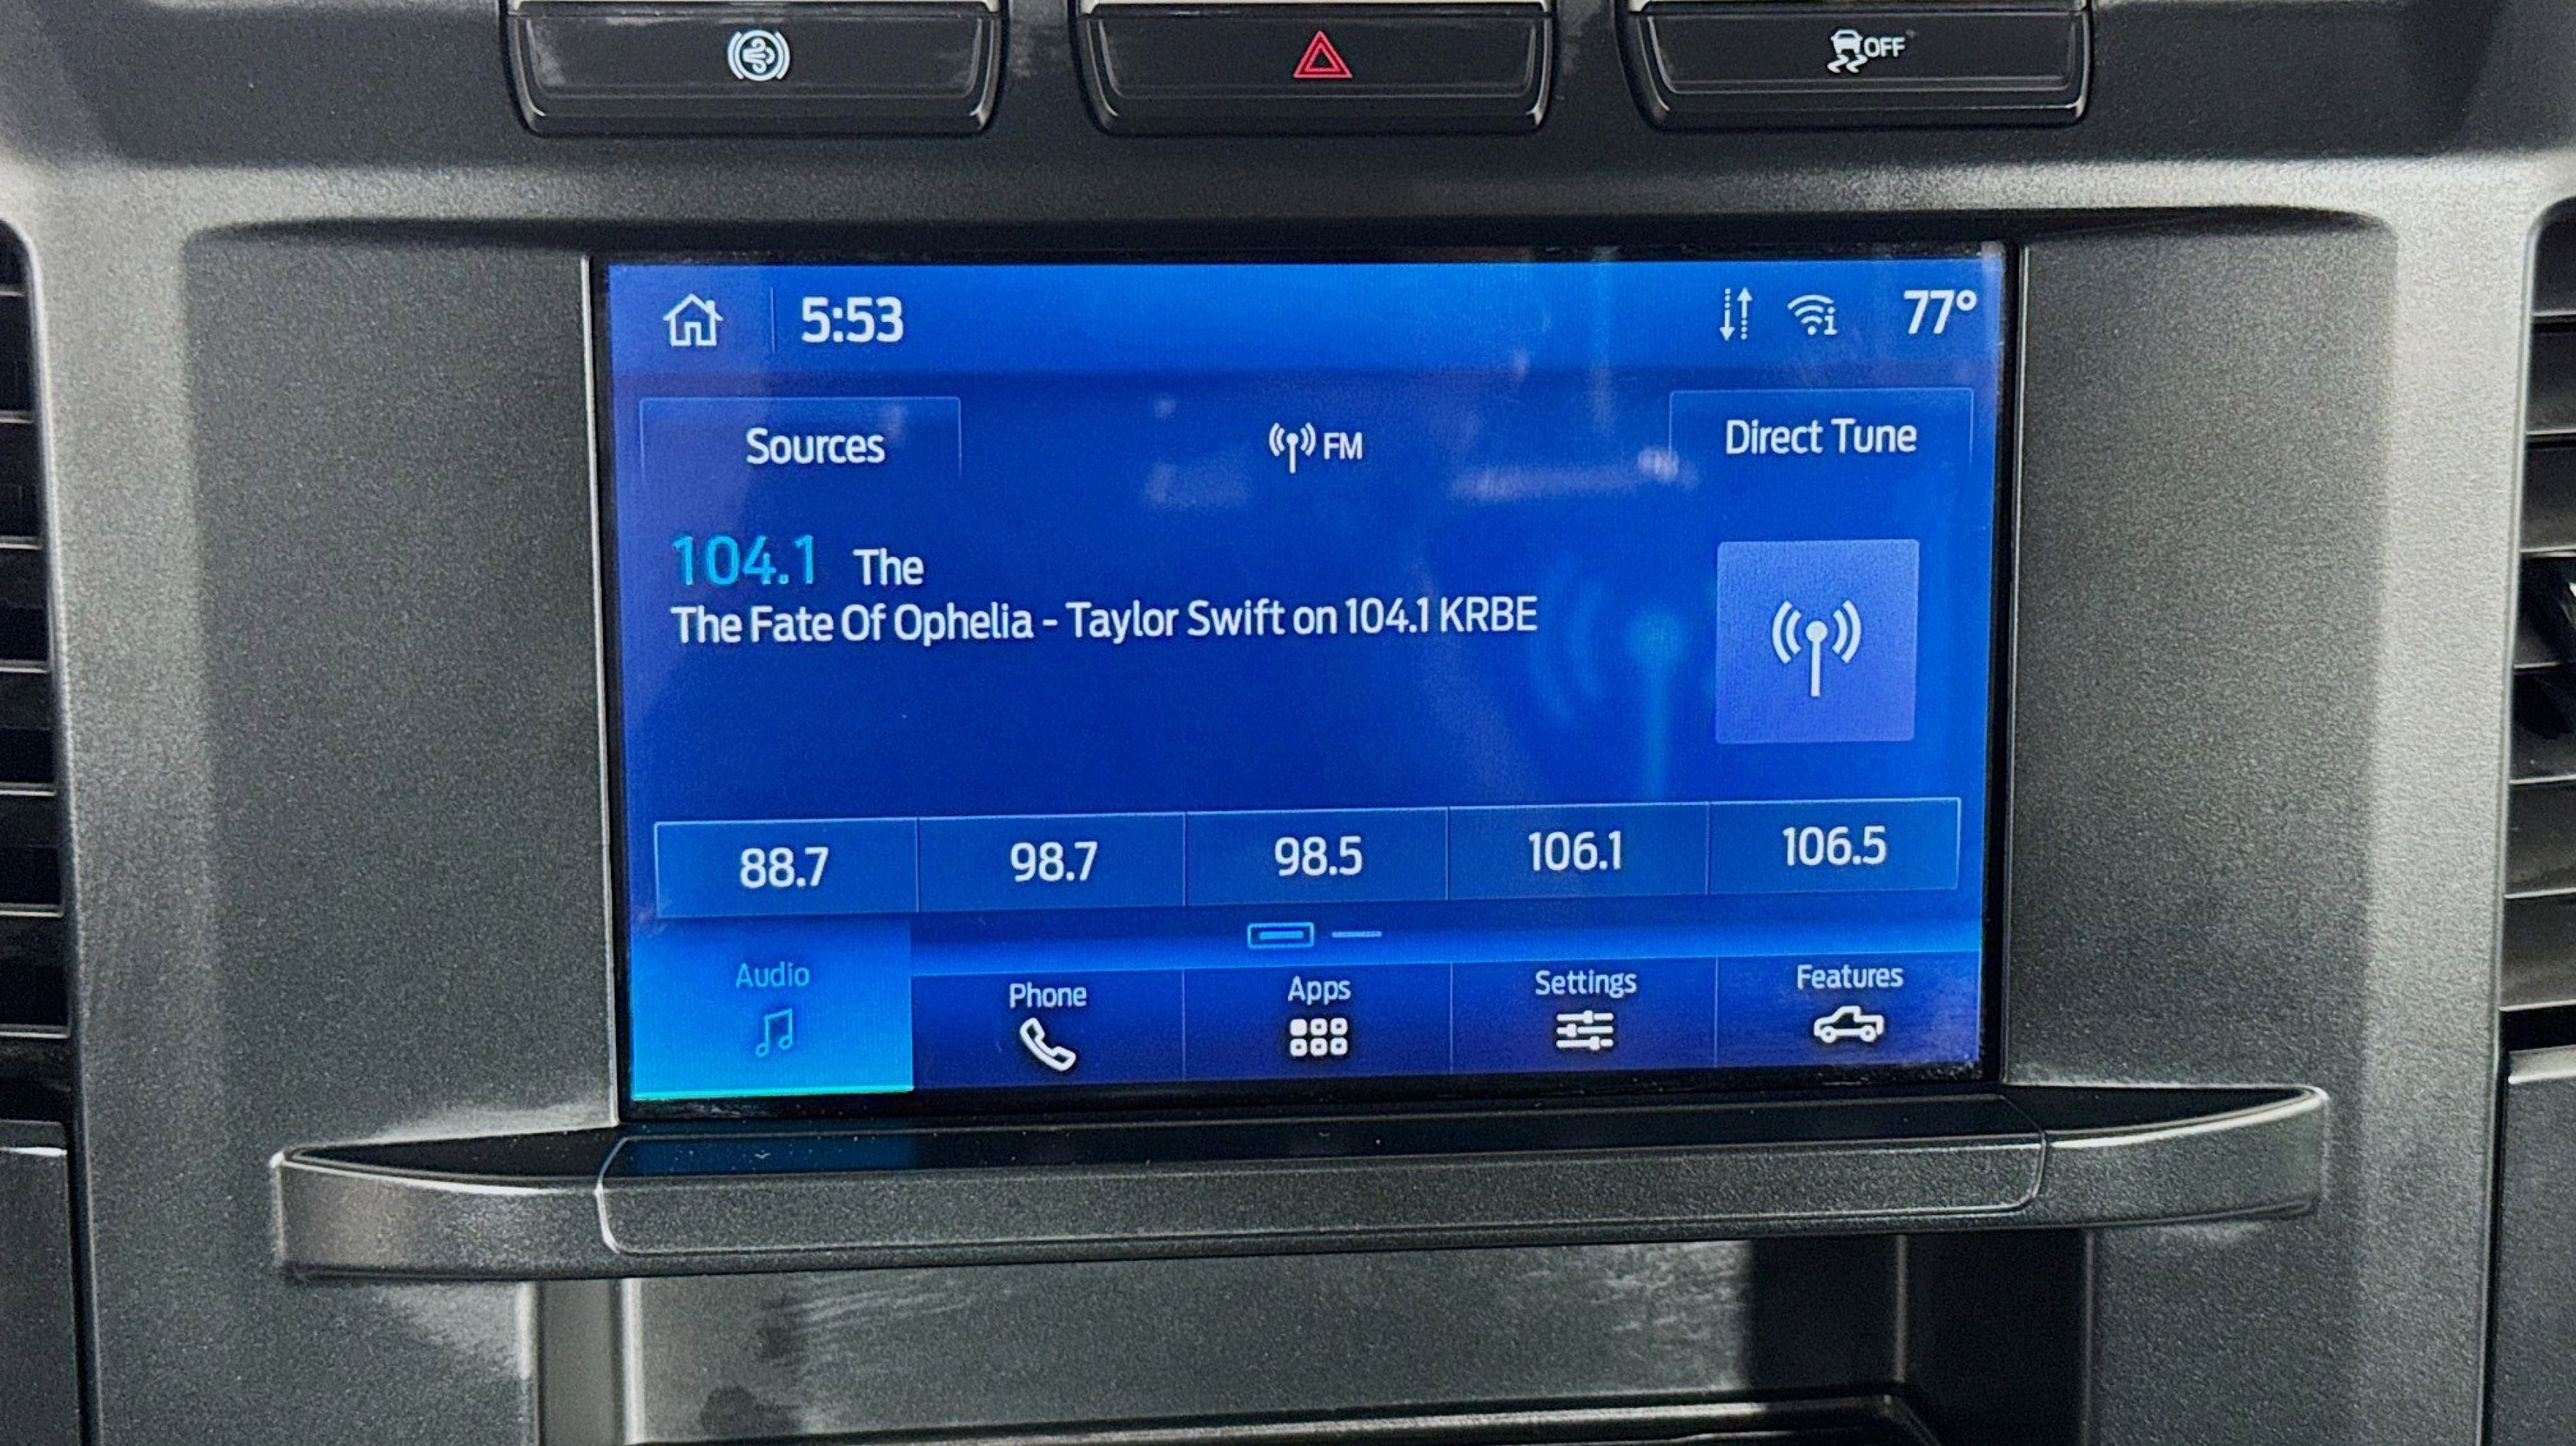 OFF
5:53
77°
Sources
FM
Direct Tune
104.1 The
The Fate Of Ophelia - Taylor Swift on 104.1 KRBE
88.7
98.7
98.5
106.1
106.5
Audio
Phone
Apps
Settings
Features